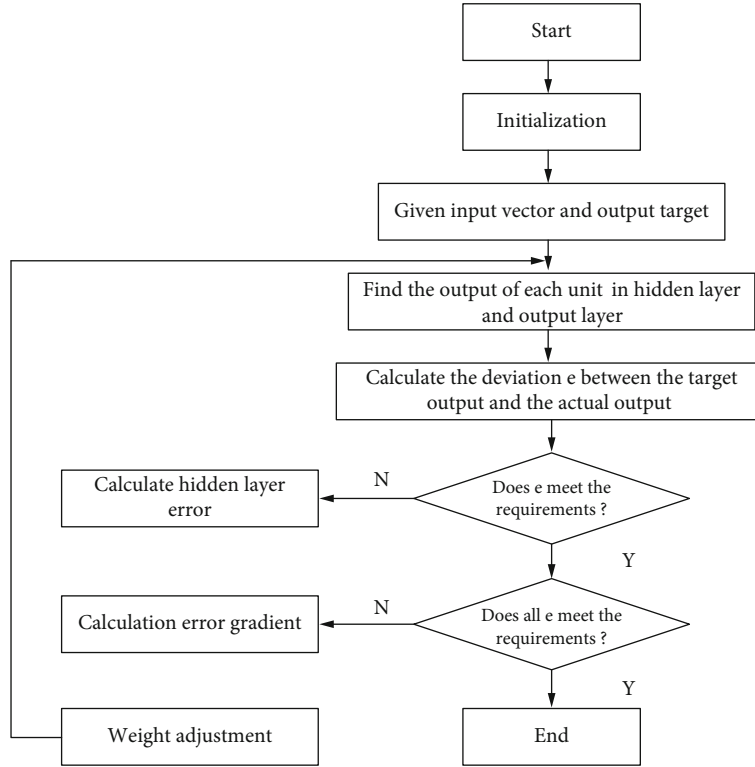 Start
Initialization
Given input vector and output target
Find the output of each unit in hidden layer
and output layer
Calculate the deviation e between the target
output and the actual output
Calculate hidden layer
error
N
Does e meet the
requirements ?
Y
Calculation error gradient
N
Does all e meet the
requirements ?
Y
Weight adjustment
End